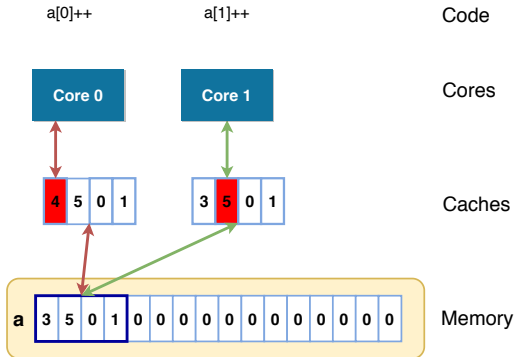 a[0]++ a[1]++ Code
Core 0 Core 1 Cores
4 5 0 1 3 5 0 1 Caches
a 3 5 0 1 0 0 0 0 0 0 0 0 0 0 0 0 Memory